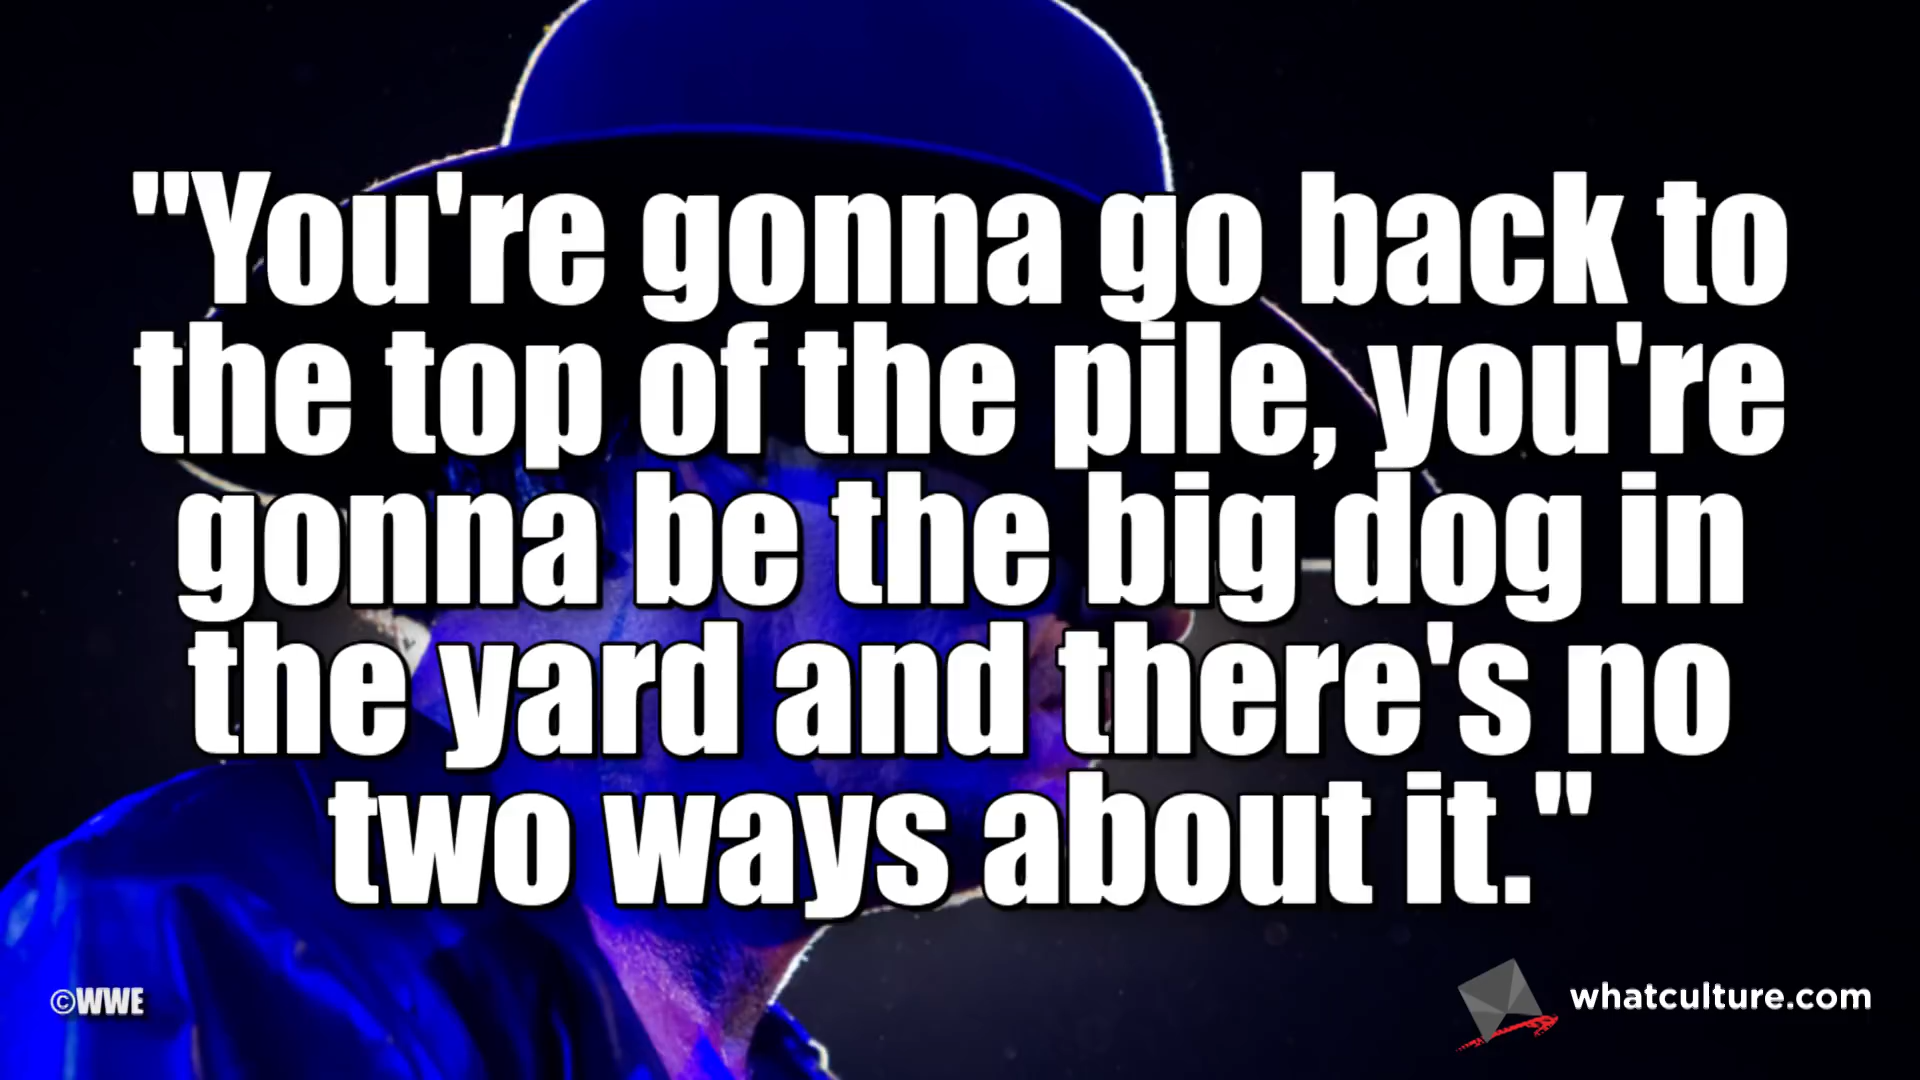 "You're gonna go back to
the top of the pile, you're
gonna be the big dog in
the yard and there's no
two ways about it."
©WWE
whatculture.com